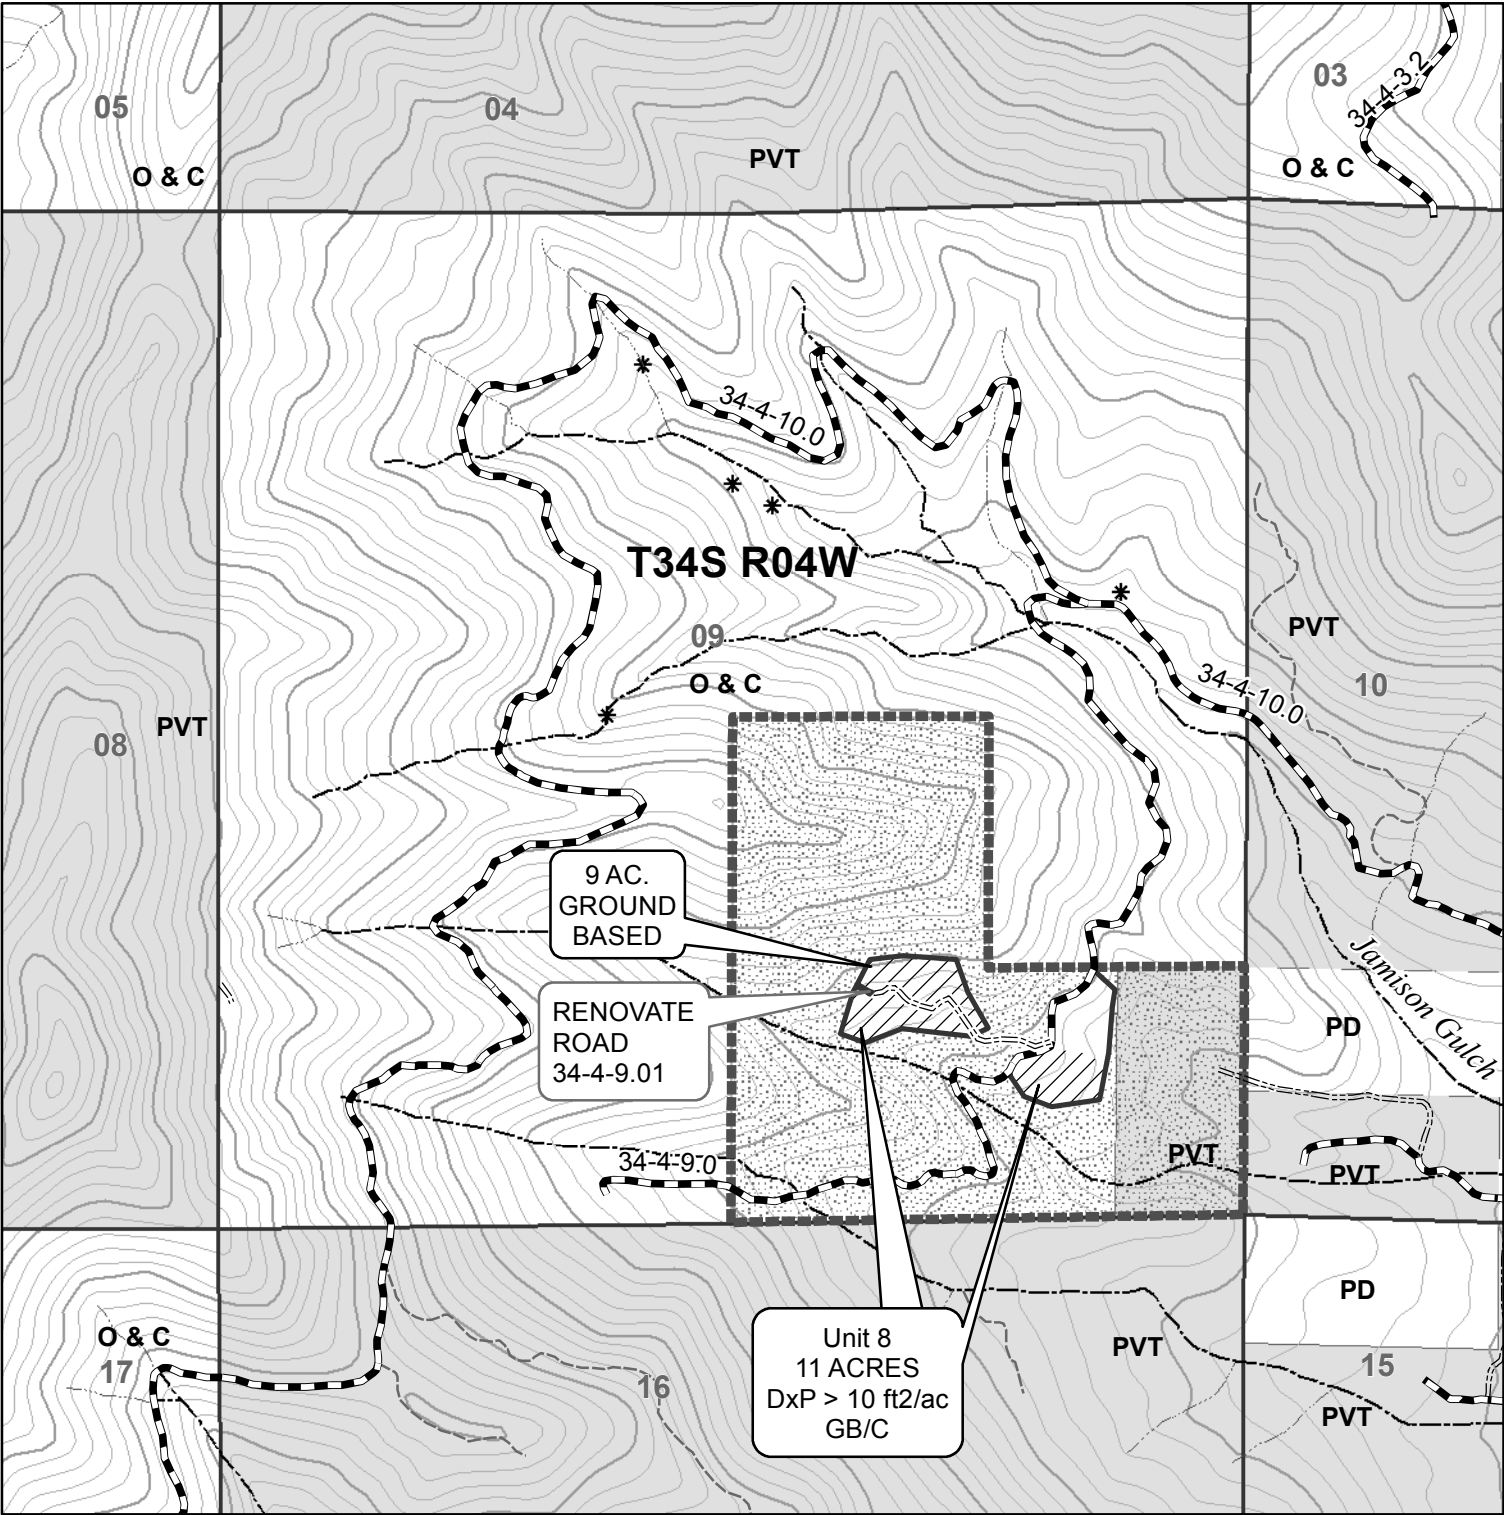 05
04
03
34-4-3.2
PVT
O & C
O & C
34-4-10.0
T34S R04W
09
O & C
PVT
34-4-10.0
10
PVT
08
9 AC.
GROUND
BASED
RENOVATE
ROAD
34-4-9.01
Jamison Gulch
PD
PVT
PVT
34-4-9.0
PD
O & C
17
16
Unit 8
11 ACRES
DxP > 10 ft2/ac
GB/C
PVT
15
PVT